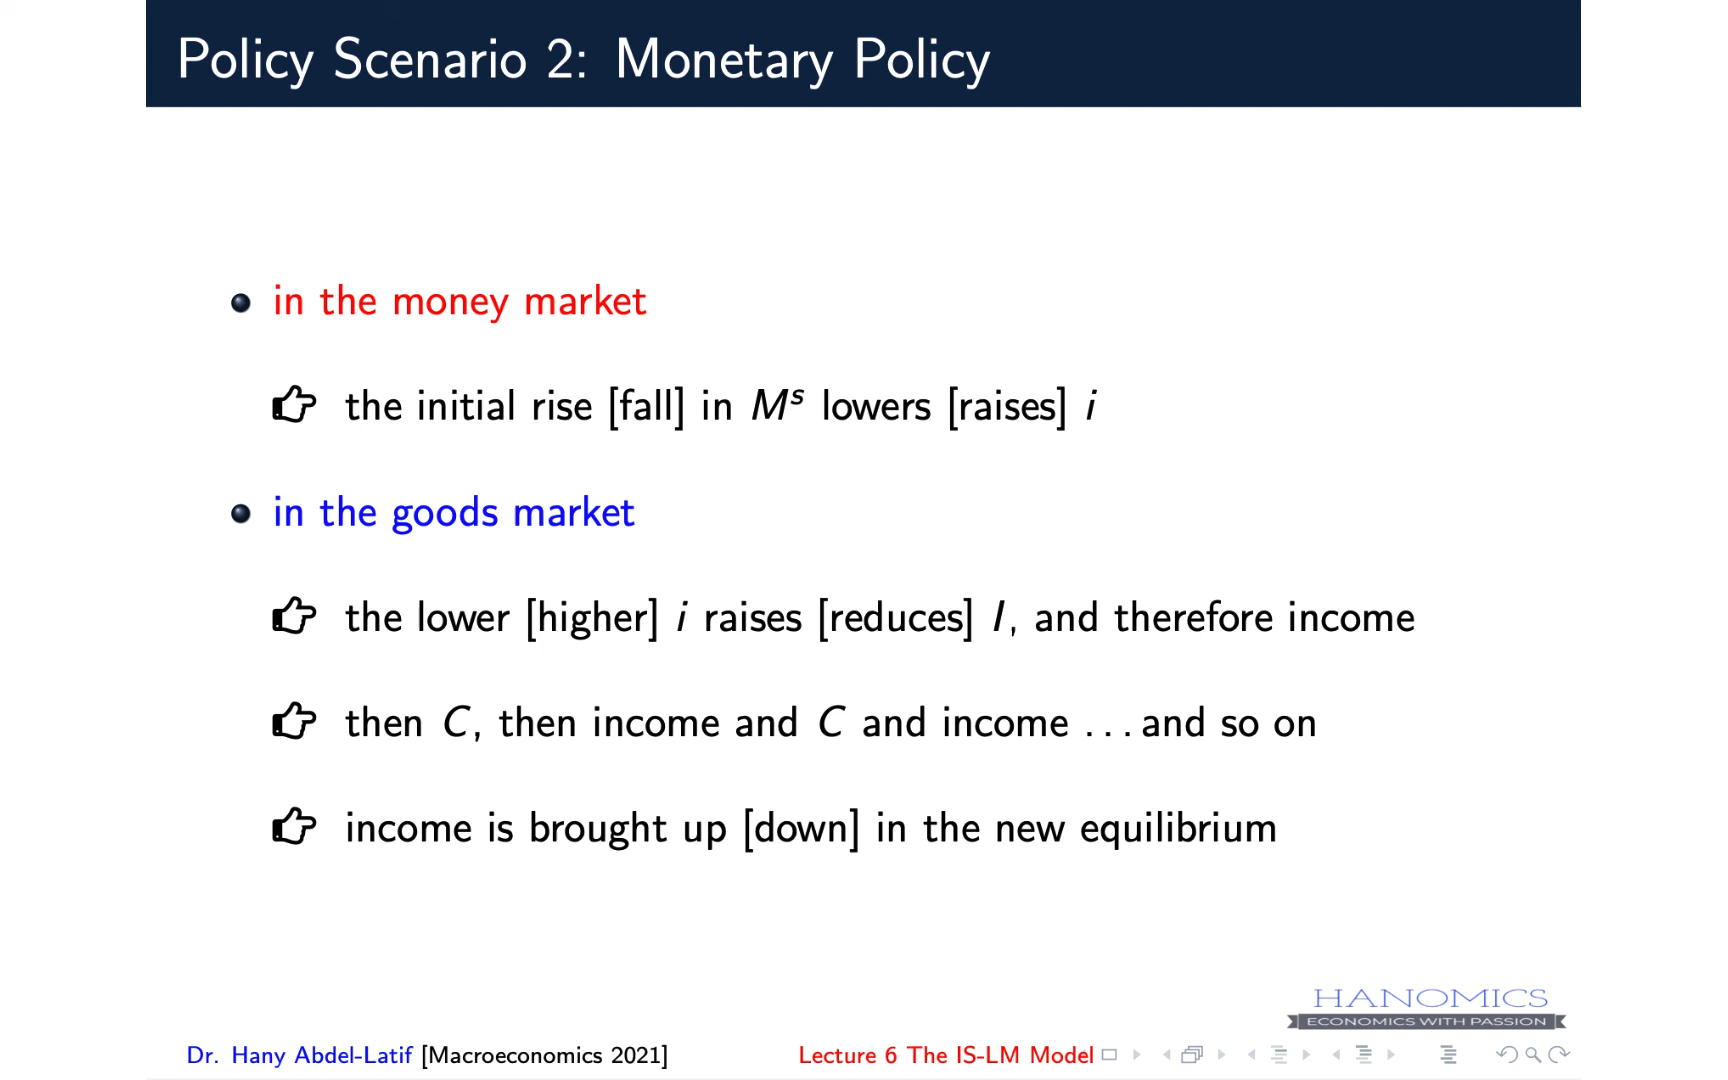 Policy Scenario 2: Monetary Policy
in the money market
the initial rise [fall] in Mˢ lowers [raises] i
in the goods market
the lower [higher] i raises [reduces] I, and therefore income
then C, then income and C and income . . . and so on
income is brought up [down] in the new equilibrium
HANOMICS
ECONOMICS WITH PASSION
Dr. Hany Abdel-Latif [Macroeconomics 2021]
Lecture 6 The IS-LM Model